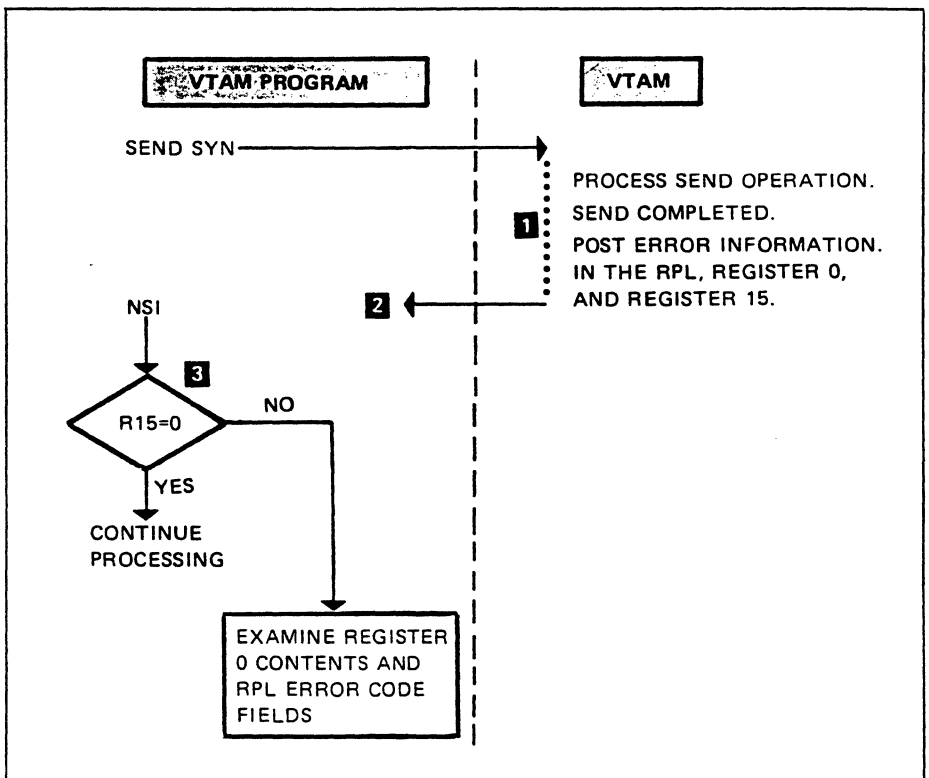 VTAM PROGRAM
VTAM
SEND SYN
PROCESS SEND OPERATION.
SEND COMPLETED.
1
POST ERROR INFORMATION.
IN THE RPL, REGISTER 0,
AND REGISTER 15.
2
NSI
3
R15=0
NO
YES
CONTINUE
PROCESSING
EXAMINE REGISTER
0 CONTENTS AND
RPL ERROR CODE
FIELDS